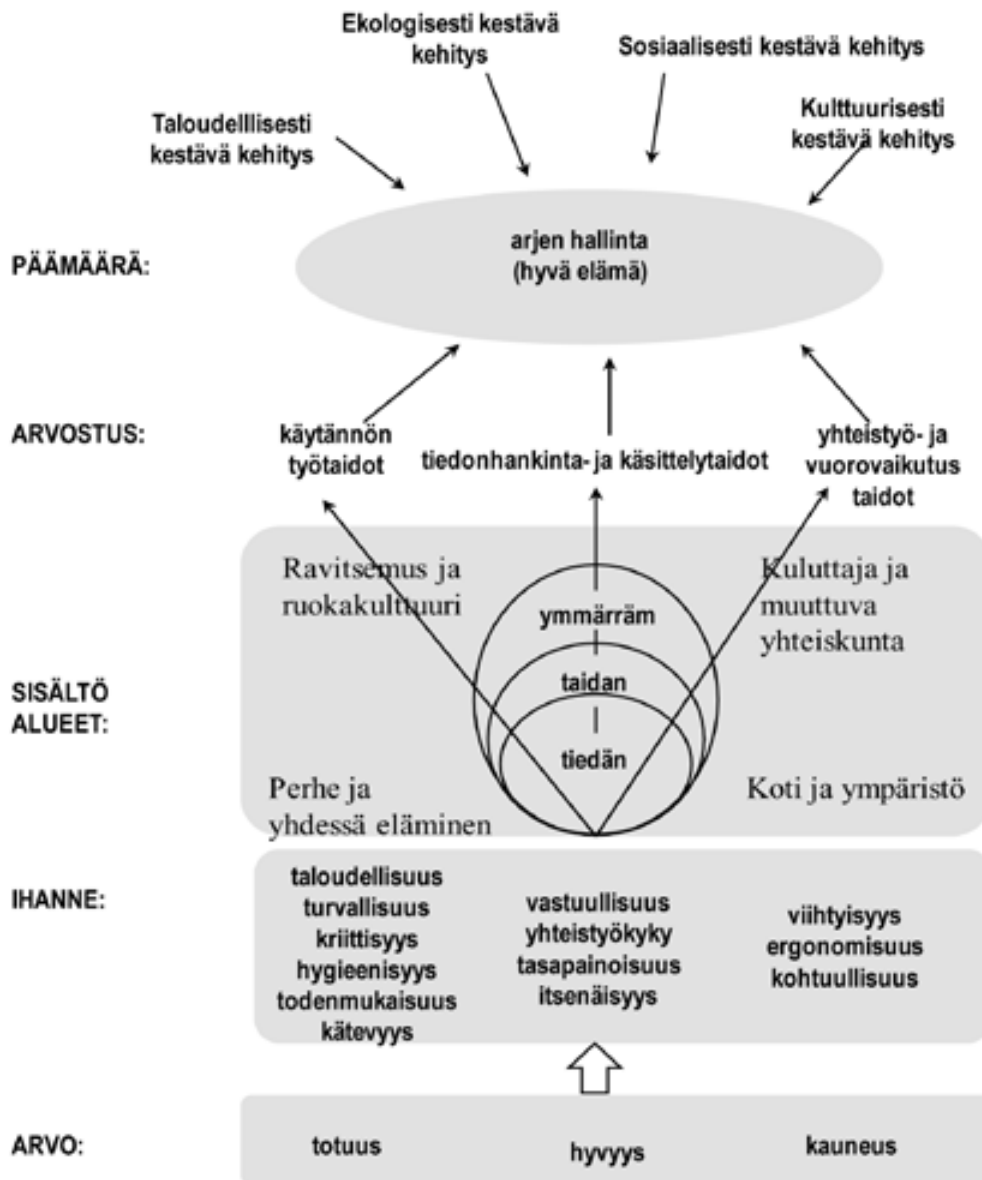 Ekologisesti kestävä
kehitys
Sosiaalisesti kestävä kehitys
Taloudelllisesti
kestävä kehitys
Kulttuurisesti
kestävä kehitys
PÄÄMÄÄRÄ:
arjen hallinta
(hyvä elämä)
ARVOSTUS:
käytännön
työtaidot
tiedonhankinta- ja käsittelytaidot
yhteistyö- ja
vuorovaikutus
taidot
SISÄLTÖ
ALUEET:
Ravitsemus ja
ruokakulttuuri
Kuluttaja ja
muuttuva
yhteiskunta
ymmärräm
taidan
tiedän
Perhe ja
yhdessä eläminen
Koti ja ympäristö
IHANNE:
taloudellisuus
turvallisuus
kriittisyys
hygieenisyys
todenmukaisuus
kätevyys
vastuullisuus
yhteistyökyky
tasapainoisuus
itsenäisyys
viihtyisyys
ergonomisuus
kohtuullisuus
ARVO:
totuus
hyvyys
kauneus